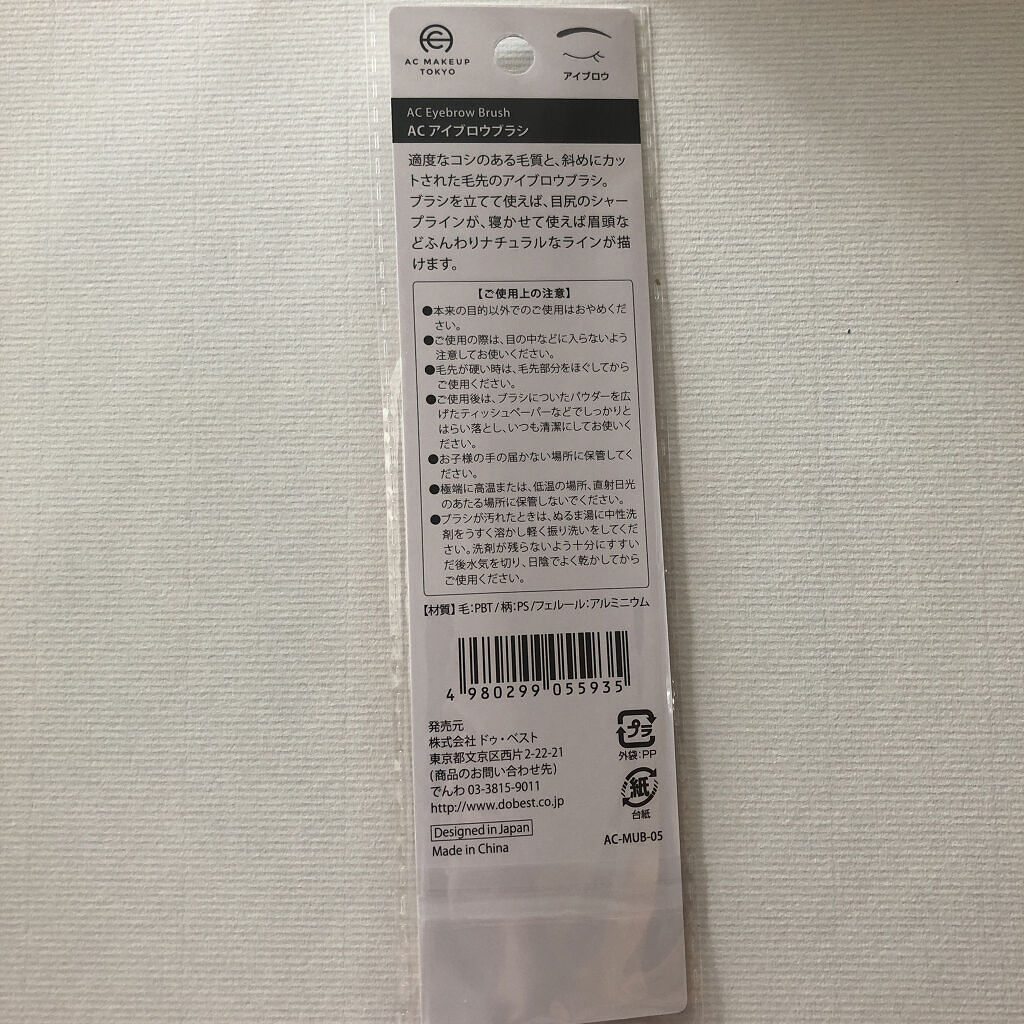 AC MAKEUP
TOKYO
アイブロウ
AC Eyebrow Brush
AC アイブロウブラシ
適度なコシのある毛質と、斜めにカッ
トされた毛先のアイブロウブラシ。
ブラシを立てて使えば、目尻のシャー
プラインが、寝かせて使えば眉頭な
どふんわりナチュラルなラインが描
けます。
【ご使用上の注意】
●本来の目的以外でのご使用はおやめくだ
さい。
●ご使用の際は、目の中などに入らないよう
注意してお使いください。
●毛先が硬い時は、毛先部分をほぐしてから
ご使用ください。
●ご使用後は、ブラシについたパウダーを広
げたティッシュペーパーなどでしっかりと
はらい落とし、いつも清潔にしてお使いく
ださい。
●お子様の手の届かない場所に保管してく
ださい。
●極端に高温または、低温の場所、直射日光
のあたる場所に保管しないでください。
●ブラシが汚れたときは、ぬるま湯に中性洗
剤をうすく溶かし軽く振り洗いをしてくだ
さい。洗剤が残らないよう十分にすすい
だ後水気を切り、日陰でよく乾かしてから
ご使用ください。
【材質】毛:PBT/柄:PS/フェルール:アルミニウム
4 980299 055935
発売元
株式会社 ドゥ・ベスト
東京都文京区西片2-22-21
(商品のお問い合わせ先)
でんわ 03-3815-9011
http://www.dobest.co.jp
Designed in Japan
Made in China
プラ
外袋:PP
紙
台紙
AC-MUB-05